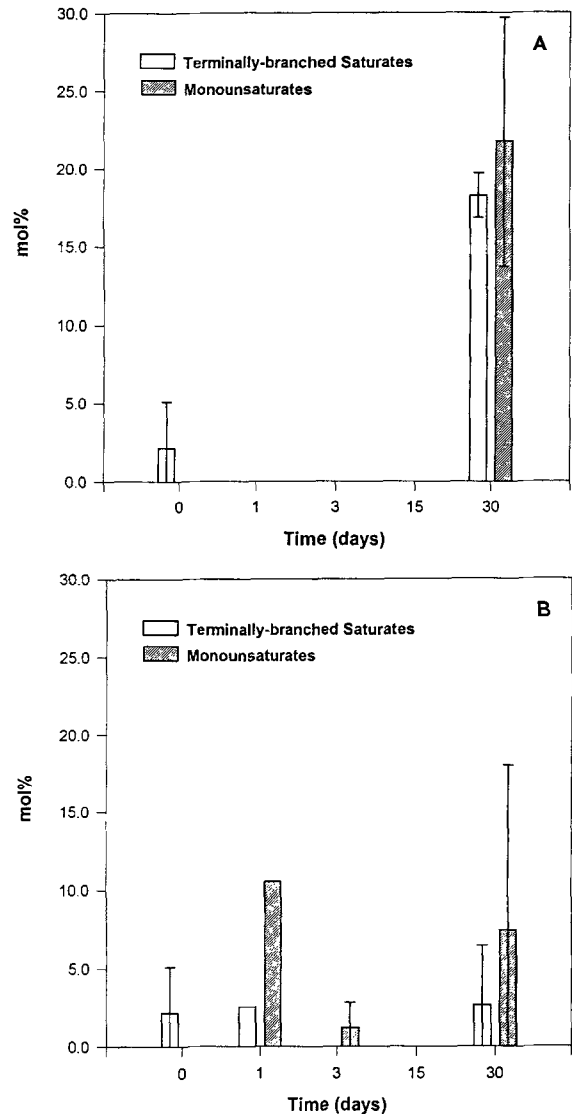 30.0
A
Terminally-branched Saturates
Monounsaturates
25.0
20.0
mol%
15.0
10.0
5.0
0.0
0 1 3 15 30
Time (days)
30.0
B
Terminally-branched Saturates
Monounsaturates
25.0
20.0
mol%
15.0
10.0
5.0
0.0
0 1 3 15 30
Time (days)